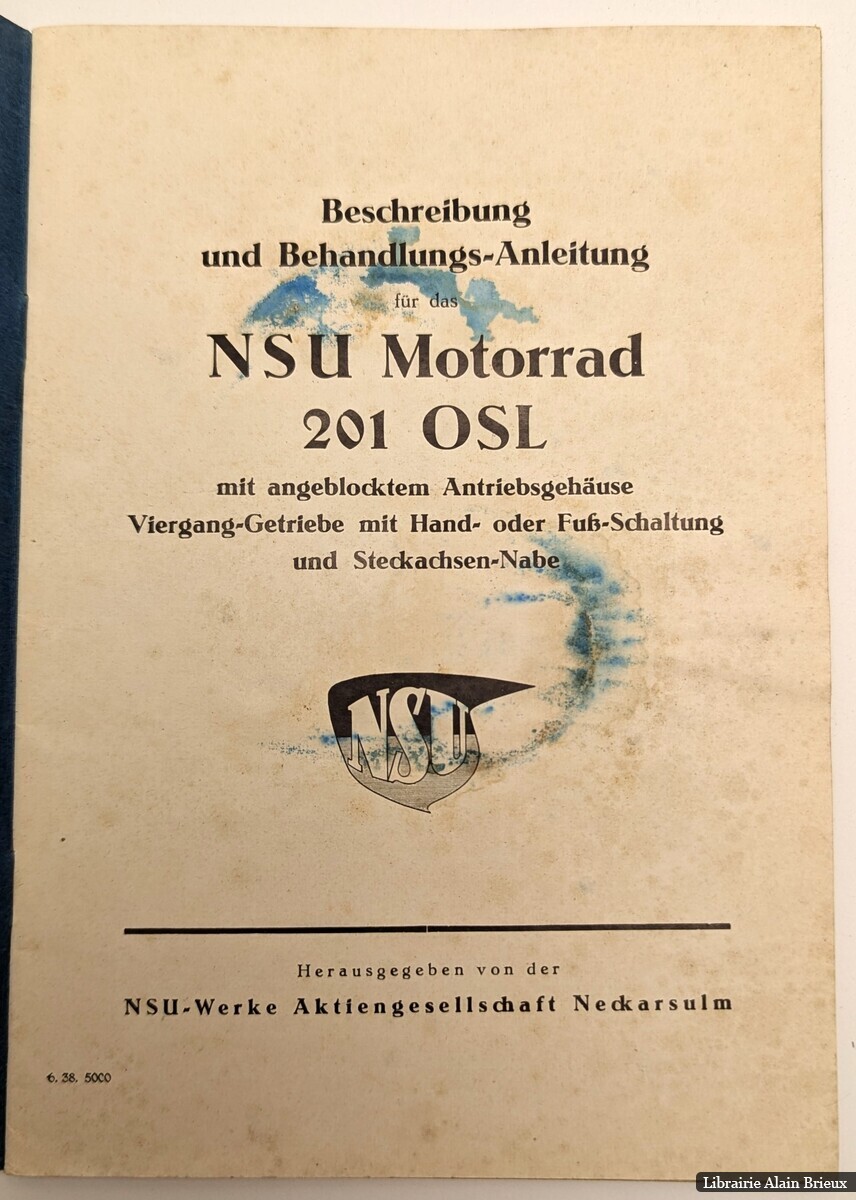 Beschreibung
und Behandlungs-Anleitung
für das
NSU Motorrad
201 OSL
mit angeblocktem Antriebsgehäuse
Viergang-Getriebe mit Hand- oder Fuß-Schaltung
und Steckachsen-Nabe
NSU
Herausgegeben von der
NSU-Werke Aktiengesellschaft Neckarsulm
6. 38. 5000
Librairie Alain Brieux